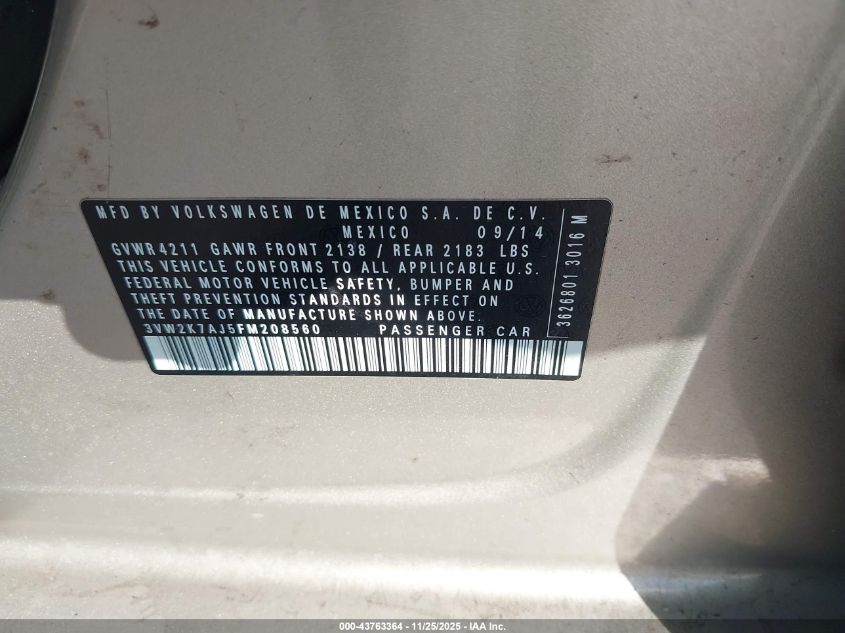 MFD BY VOLKSWAGEN DE MEXICO S.A. DE C.V.
MEXICO 09/14
GVWR 4211 GAWR FRONT 2138 / REAR 2183 LBS
THIS VEHICLE CONFORMS TO ALL APPLICABLE U.S.
FEDERAL MOTOR VEHICLE SAFETY, BUMPER AND
THEFT PREVENTION STANDARDS IN EFFECT ON
THE DATE OF MANUFACTURE SHOWN ABOVE.
3VW2K7AJ5FM208560 PASSENGER CAR
3626801 3016 M
000-43763364 - 11/25/2025 - IAA Inc.